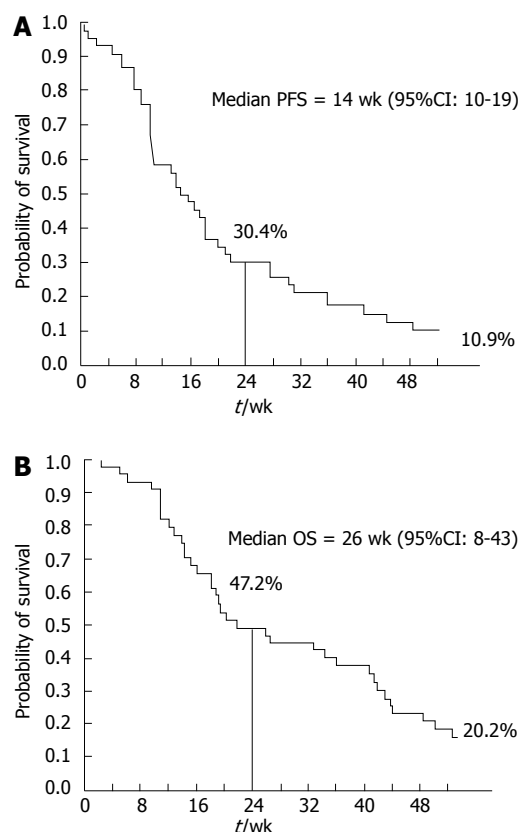 A
1.0
0.9
0.8
0.7
0.6
0.5
0.4
0.3
0.2
0.1
0.0
Probability of survival
Median PFS = 14 wk (95%CI: 10-19)
30.4%
10.9%
0 8 16 24 32 40 48
t/wk
B
1.0
0.9
0.8
0.7
0.6
0.5
0.4
0.3
0.2
0.1
0.0
Probability of survival
Median OS = 26 wk (95%CI: 8-43)
47.2%
20.2%
0 8 16 24 32 40 48
t/wk